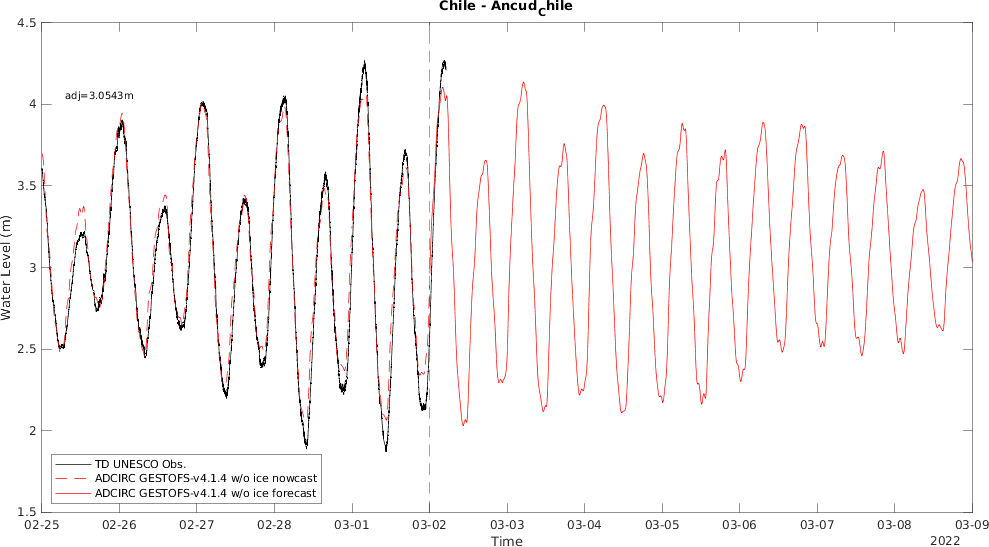 Chile - Ancud_Chile
4.5
4
3.5
3
2.5
2
1.5
Water Level (m)
adj=3.0543m
TD UNESCO Obs.
ADCIRC GESTOFS-v4.1.4 w/o ice nowcast
ADCIRC GESTOFS-v4.1.4 w/o ice forecast
02-25 02-26 02-27 02-28 03-01 03-02 03-03 03-04 03-05 03-06 03-07 03-08 03-09
Time
2022